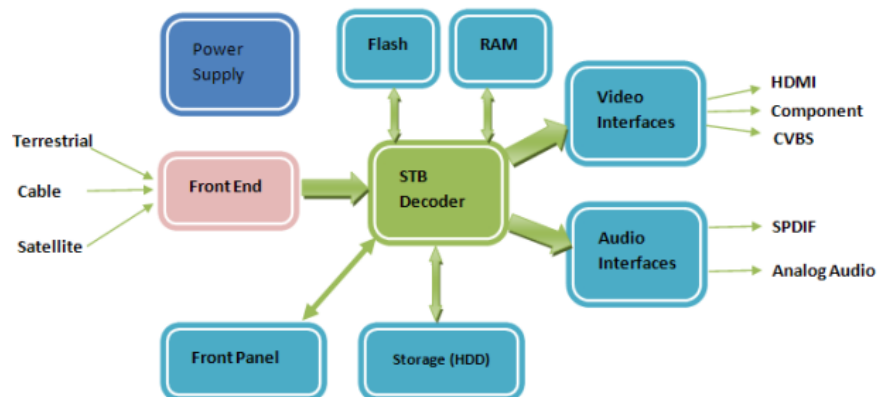 Power
Supply
Flash
RAM
Video
Interfaces
HDMI
Component
CVBS
Terrestrial
Cable
Satellite
Front End
STB
Decoder
Audio
Interfaces
SPDIF
Analog Audio
Front Panel
Storage (HDD)